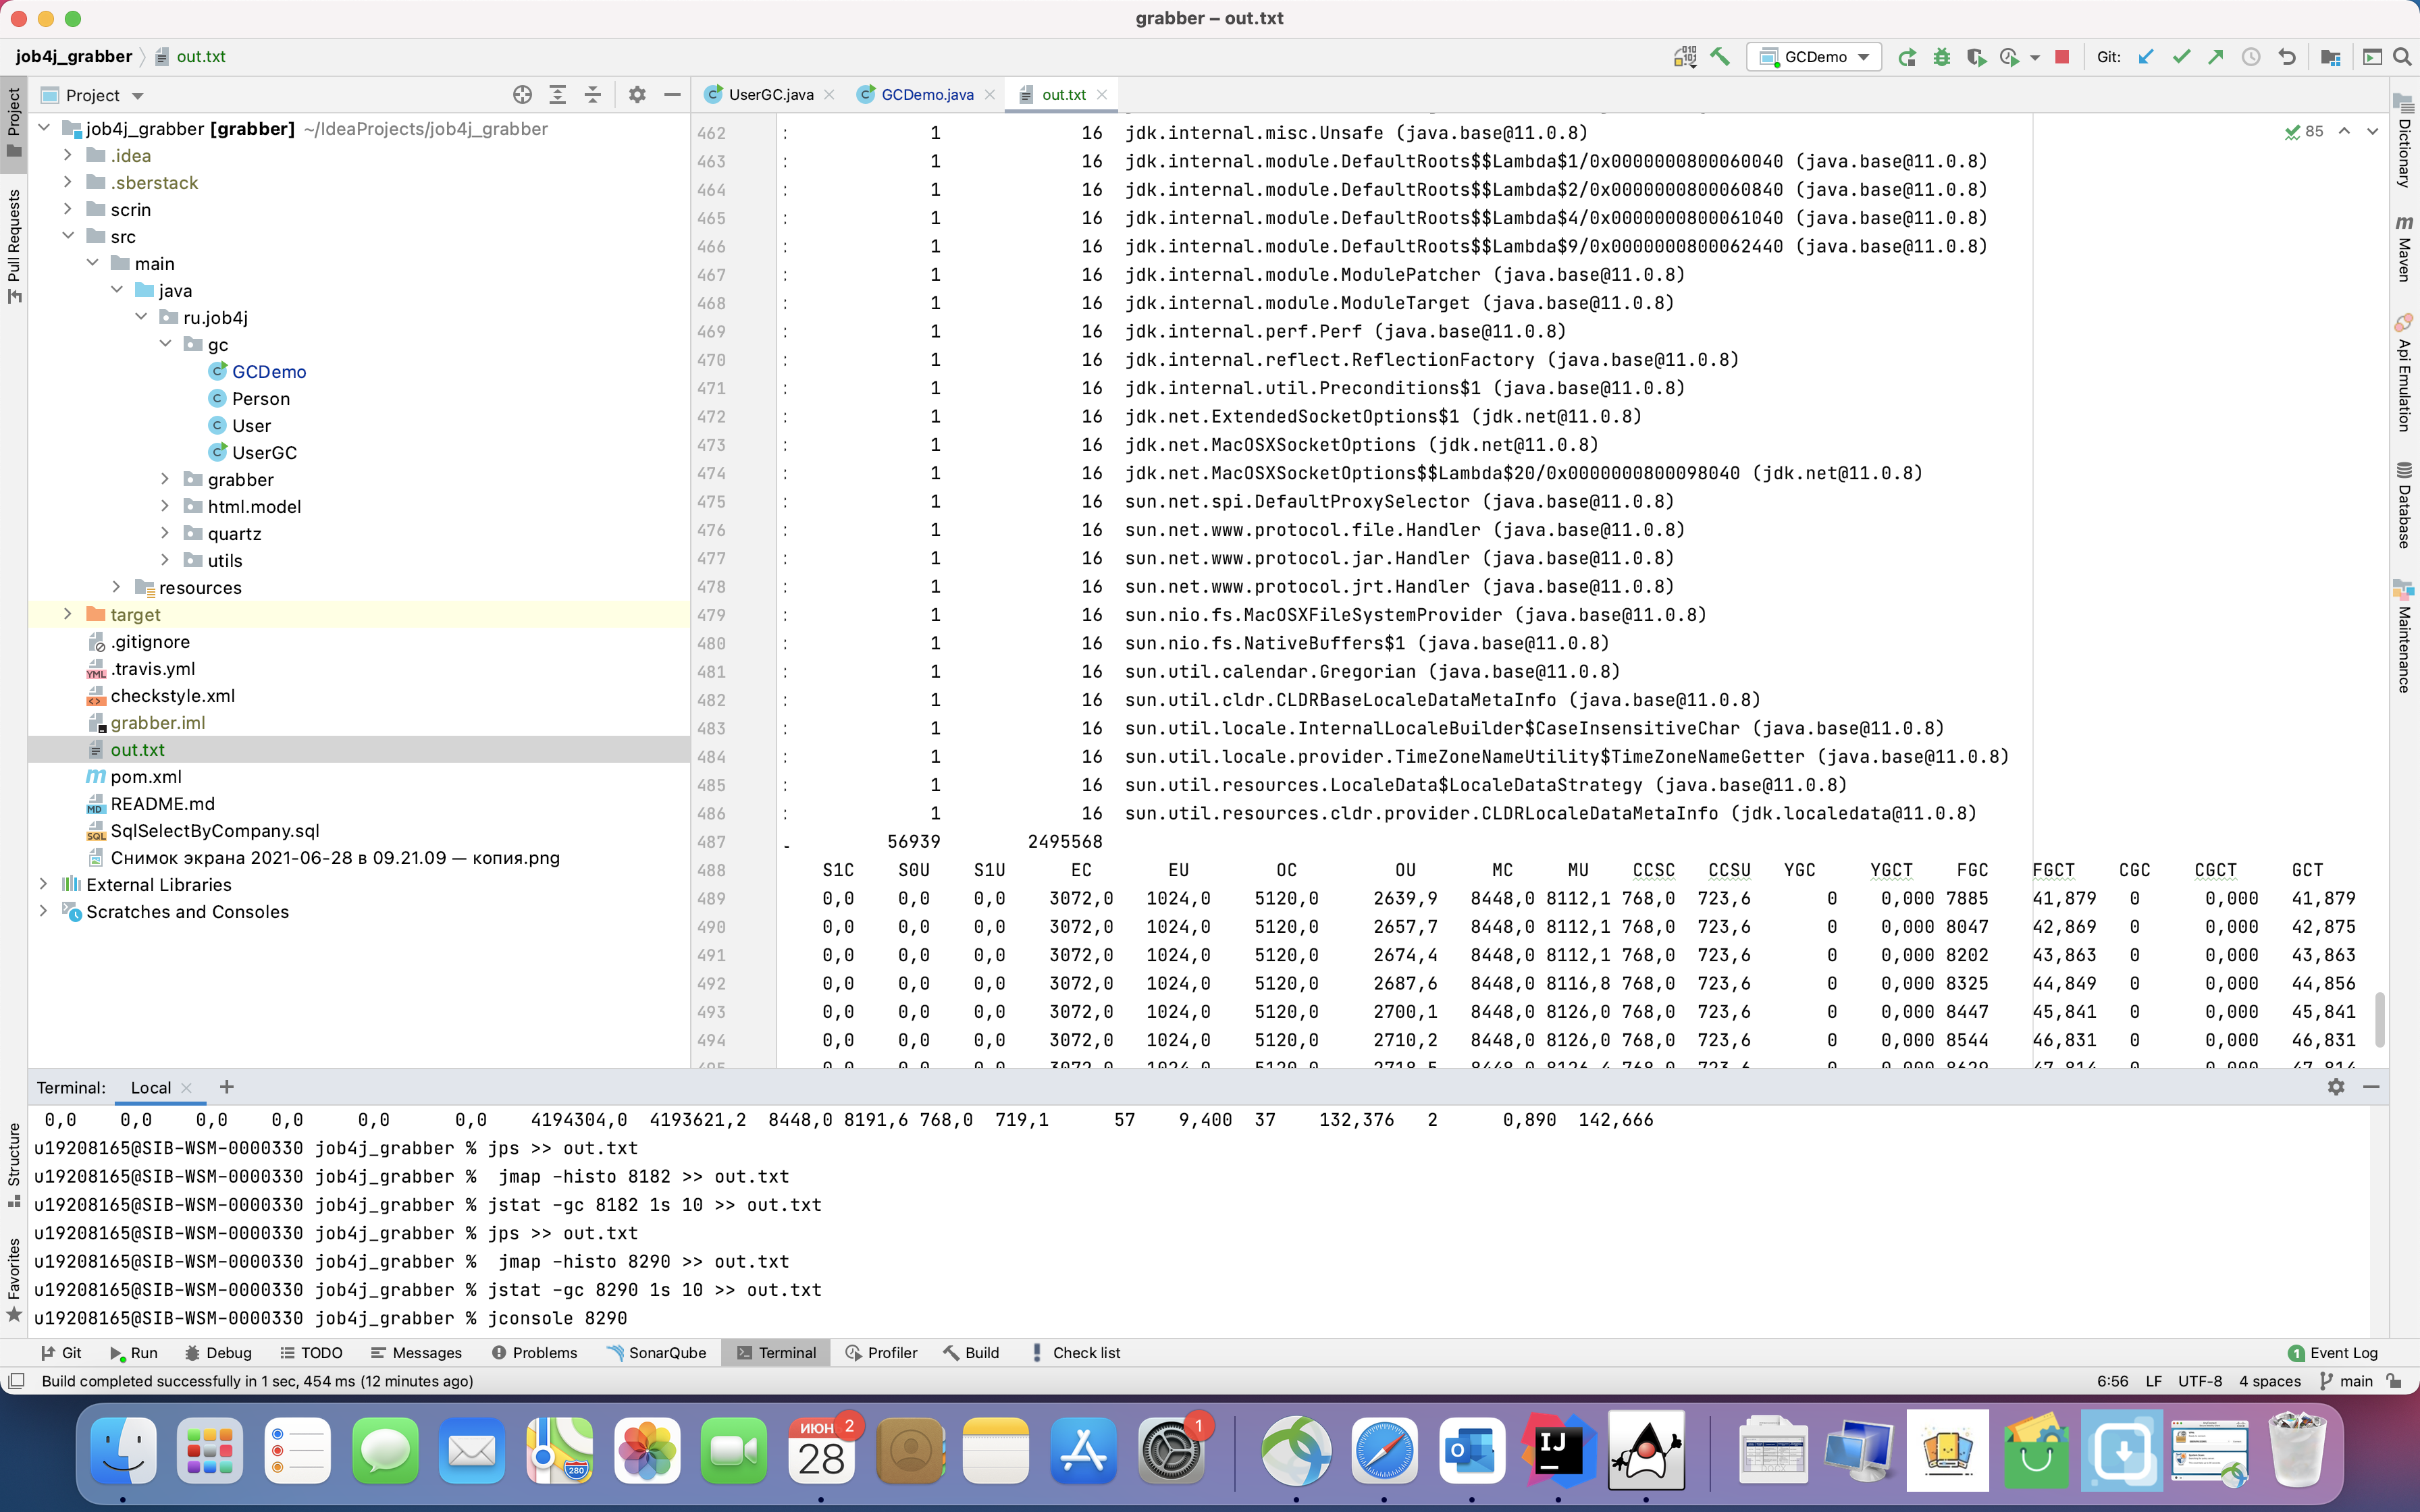 grabber – out.txt
job4j_grabber
out.txt
GCDemo
Git:
Project
UserGC.java
GCDemo.java
out.txt
Project
Pull Requests
Structure
Favorites
job4j_grabber [grabber] ~/IdeaProjects/job4j_grabber
.idea
.sberstack
scrin
src
main
java
ru.job4j
gc
GCDemo
Person
User
UserGC
grabber
html.model
quartz
utils
resources
target
.gitignore
.travis.yml
checkstyle.xml
grabber.iml
out.txt
pom.xml
README.md
SqlSelectByCompany.sql
Снимок экрана 2021-06-28 в 09.21.09 — копия.png
External Libraries
Scratches and Consoles
85
462 : 1 16 jdk.internal.misc.Unsafe (java.base@11.0.8)
463 : 1 16 jdk.internal.module.DefaultRoots$$Lambda$1/0x0000000800060040 (java.base@11.0.8)
464 : 1 16 jdk.internal.module.DefaultRoots$$Lambda$2/0x0000000800060840 (java.base@11.0.8)
465 : 1 16 jdk.internal.module.DefaultRoots$$Lambda$4/0x0000000800061040 (java.base@11.0.8)
466 : 1 16 jdk.internal.module.DefaultRoots$$Lambda$9/0x0000000800062440 (java.base@11.0.8)
467 : 1 16 jdk.internal.module.ModulePatcher (java.base@11.0.8)
468 : 1 16 jdk.internal.module.ModuleTarget (java.base@11.0.8)
469 : 1 16 jdk.internal.perf.Perf (java.base@11.0.8)
470 : 1 16 jdk.internal.reflect.ReflectionFactory (java.base@11.0.8)
471 : 1 16 jdk.internal.util.Preconditions$1 (java.base@11.0.8)
472 : 1 16 jdk.net.ExtendedSocketOptions$1 (jdk.net@11.0.8)
473 : 1 16 jdk.net.MacOSXSocketOptions (jdk.net@11.0.8)
474 : 1 16 jdk.net.MacOSXSocketOptions$$Lambda$20/0x0000000800098040 (jdk.net@11.0.8)
475 : 1 16 sun.net.spi.DefaultProxySelector (java.base@11.0.8)
476 : 1 16 sun.net.www.protocol.file.Handler (java.base@11.0.8)
477 : 1 16 sun.net.www.protocol.jar.Handler (java.base@11.0.8)
478 : 1 16 sun.net.www.protocol.jrt.Handler (java.base@11.0.8)
479 : 1 16 sun.nio.fs.MacOSXFileSystemProvider (java.base@11.0.8)
480 : 1 16 sun.nio.fs.NativeBuffers$1 (java.base@11.0.8)
481 : 1 16 sun.util.calendar.Gregorian (java.base@11.0.8)
482 : 1 16 sun.util.cldr.CLDRBaseLocaleDataMetaInfo (java.base@11.0.8)
483 : 1 16 sun.util.locale.InternalLocaleBuilder$CaseInsensitiveChar (java.base@11.0.8)
484 : 1 16 sun.util.locale.provider.TimeZoneNameUtility$TimeZoneNameGetter (java.base@11.0.8)
485 : 1 16 sun.util.resources.LocaleData$LocaleDataStrategy (java.base@11.0.8)
486 : 1 16 sun.util.resources.cldr.provider.CLDRLocaleDataMetaInfo (jdk.localedata@11.0.8)
487 56939 2495568
488 S1C S0U S1U EC EU OC OU MC MU CCSC CCSU YGC YGCT FGC FGCT CGC CGCT GCT
489 0,0 0,0 0,0 3072,0 1024,0 5120,0 2639,9 8448,0 8112,1 768,0 723,6 0 0,000 7885 41,879 0 0,000 41,879
490 0,0 0,0 0,0 3072,0 1024,0 5120,0 2657,7 8448,0 8112,1 768,0 723,6 0 0,000 8047 42,869 0 0,000 42,875
491 0,0 0,0 0,0 3072,0 1024,0 5120,0 2674,4 8448,0 8112,1 768,0 723,6 0 0,000 8202 43,863 0 0,000 43,863
492 0,0 0,0 0,0 3072,0 1024,0 5120,0 2687,6 8448,0 8116,8 768,0 723,6 0 0,000 8325 44,849 0 0,000 44,856
493 0,0 0,0 0,0 3072,0 1024,0 5120,0 2700,1 8448,0 8126,0 768,0 723,6 0 0,000 8447 45,841 0 0,000 45,841
494 0,0 0,0 0,0 3072,0 1024,0 5120,0 2710,2 8448,0 8126,0 768,0 723,6 0 0,000 8544 46,831 0 0,000 46,831
Dictionary
Maven
Api Emulation
Database
Maintenance
Terminal: Local
0,0 0,0 0,0 0,0 0,0 0,0 4194304,0 4193621,2 8448,0 8191,6 768,0 719,1 57 9,400 37 132,376 2 0,890 142,666
u19208165@SIB-WSM-0000330 job4j_grabber % jps >> out.txt
u19208165@SIB-WSM-0000330 job4j_grabber %  jmap -histo 8182 >> out.txt
u19208165@SIB-WSM-0000330 job4j_grabber % jstat -gc 8182 1s 10 >> out.txt
u19208165@SIB-WSM-0000330 job4j_grabber % jps >> out.txt
u19208165@SIB-WSM-0000330 job4j_grabber %  jmap -histo 8290 >> out.txt
u19208165@SIB-WSM-0000330 job4j_grabber % jstat -gc 8290 1s 10 >> out.txt
u19208165@SIB-WSM-0000330 job4j_grabber % jconsole 8290
Git Run Debug TODO Messages Problems SonarQube Terminal Profiler Build Check list 1 Event Log
Build completed successfully in 1 sec, 454 ms (12 minutes ago) 6:56 LF UTF-8 4 spaces main
280
ИЮН
28
2
1
IJ